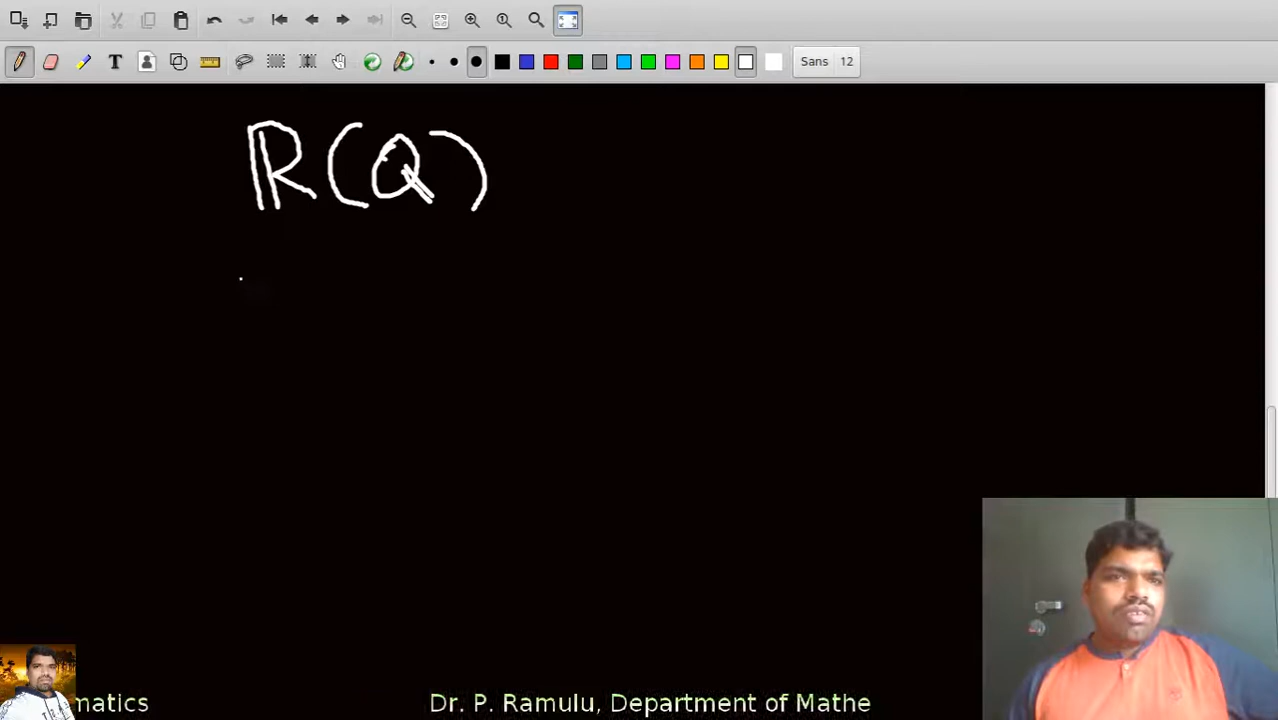 Sans 12
ℝ(ℚ)
matics
Dr. P. Ramulu, Department of Mathe